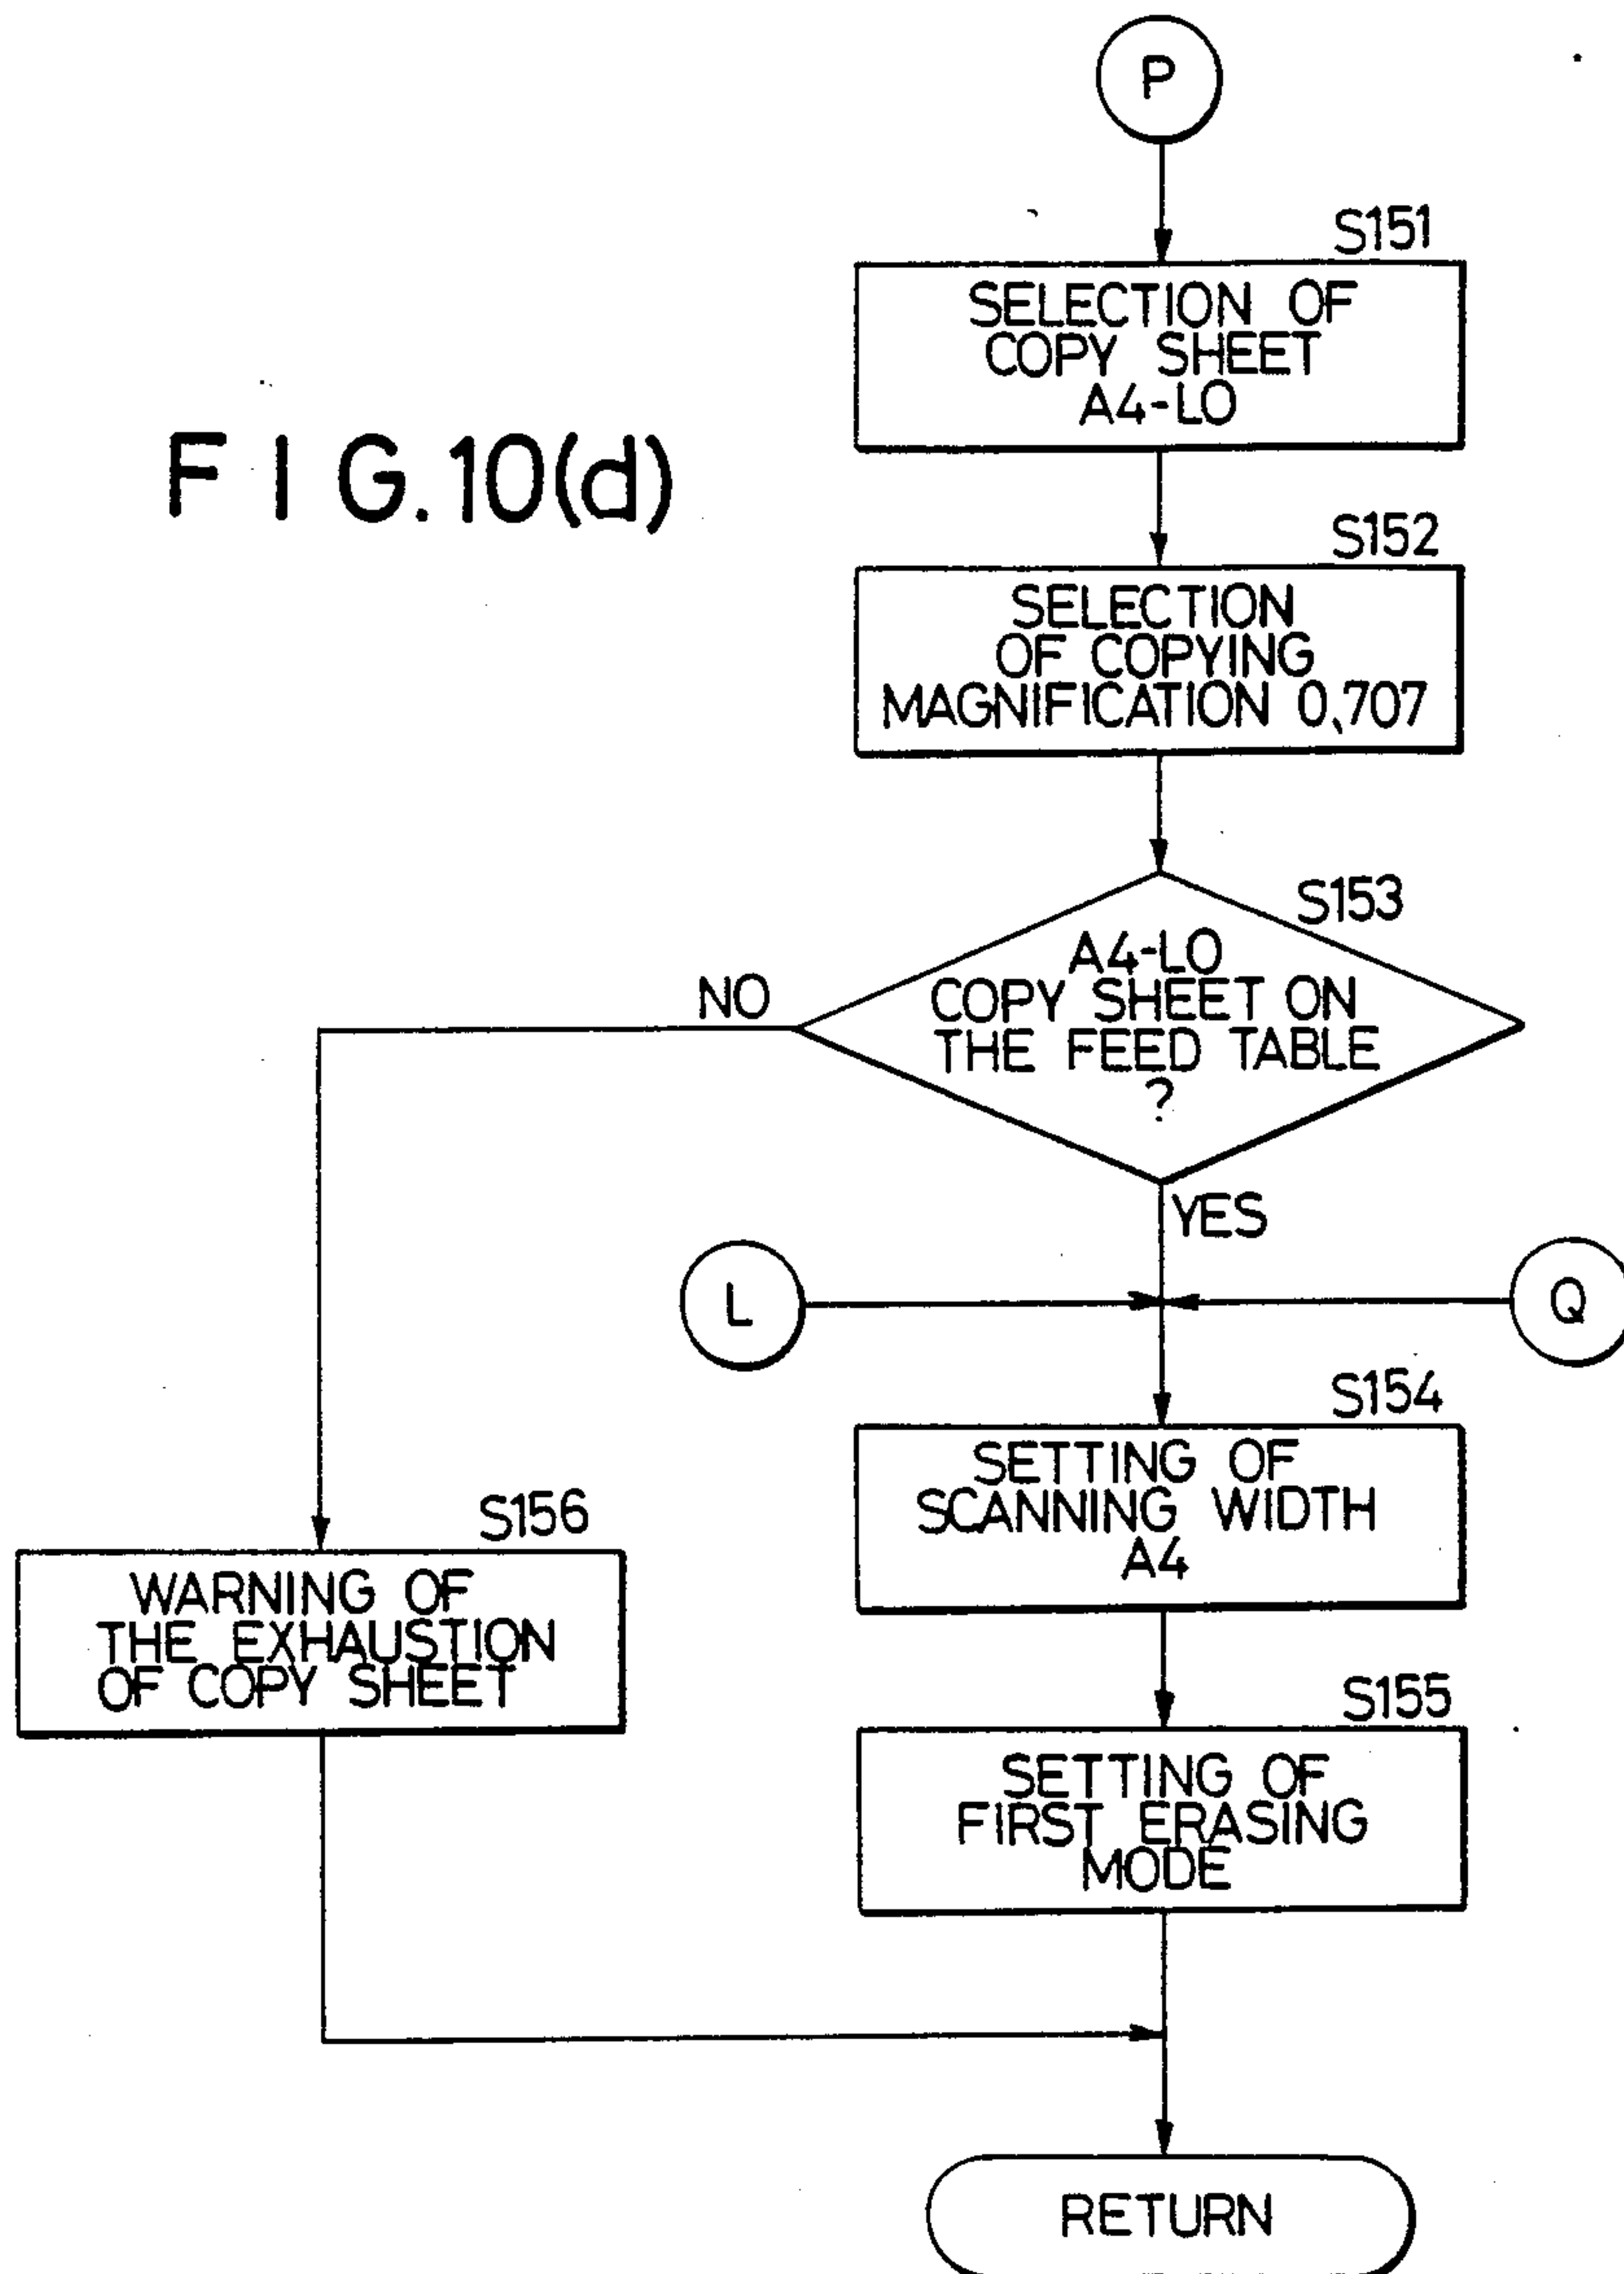 P
S151
SELECTION OF
COPY SHEET
A4-LO
FIG.10(d)
S152
SELECTION
OF COPYING
MAGNIFICATION 0.707
S153
A4-LO
COPY SHEET ON
THE FEED TABLE
?
NO
YES
L
Q
S154
SETTING OF
SCANNING WIDTH
A4
S156
WARNING OF
THE EXHAUSTION
OF COPY SHEET
S155
SETTING OF
FIRST ERASING
MODE
RETURN